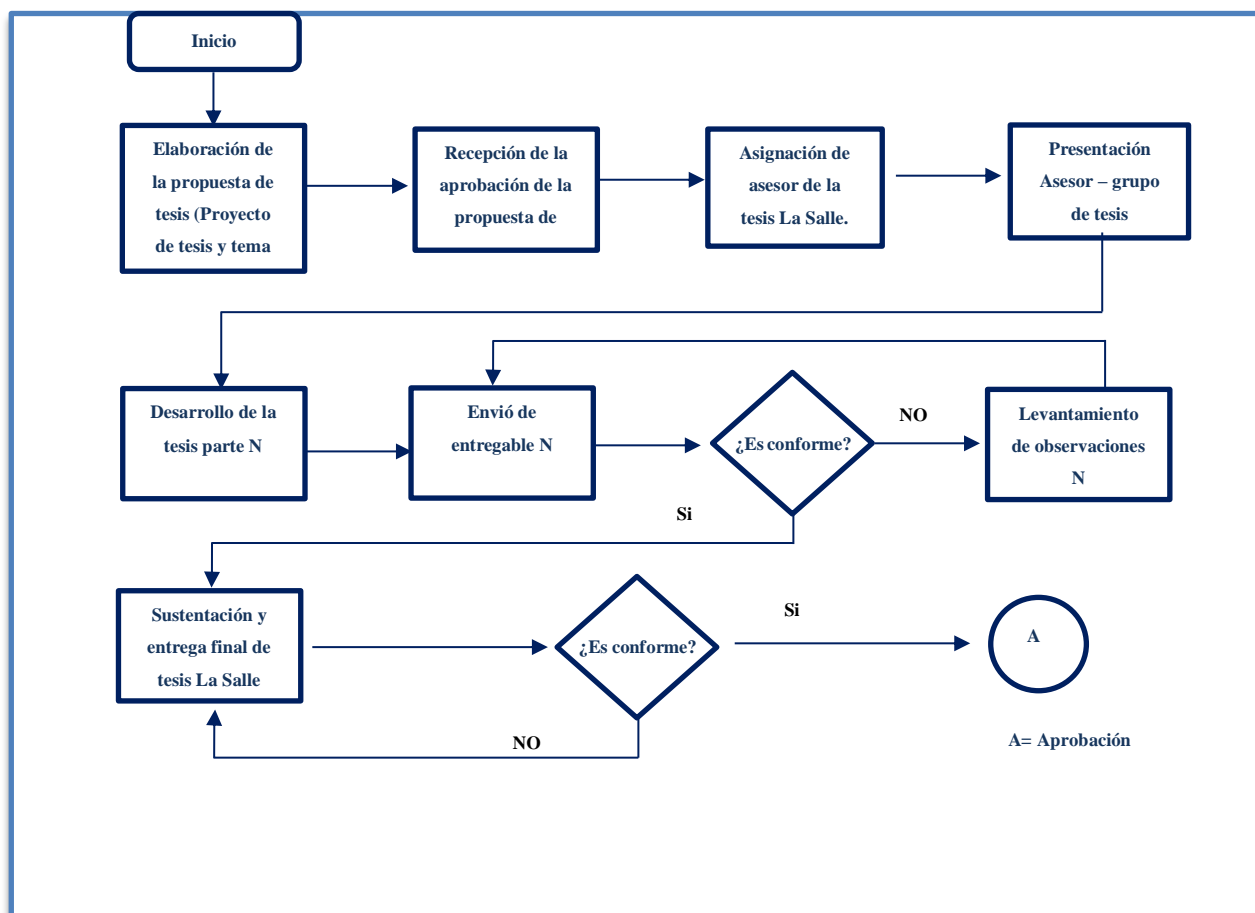 Inicio
Elaboración de
la propuesta de
tesis (Proyecto
de tesis y tema
Recepción de la
aprobación de la
propuesta de
Asignación de
asesor de la
tesis La Salle.
Presentación
Asesor – grupo
de tesis
Desarrollo de la
tesis parte N
Envió de
entregable N
¿Es conforme?
NO
Levantamiento
de observaciones
N
Si
Sustentación y
entrega final de
tesis La Salle
¿Es conforme?
Si
A
NO
A= Aprobación